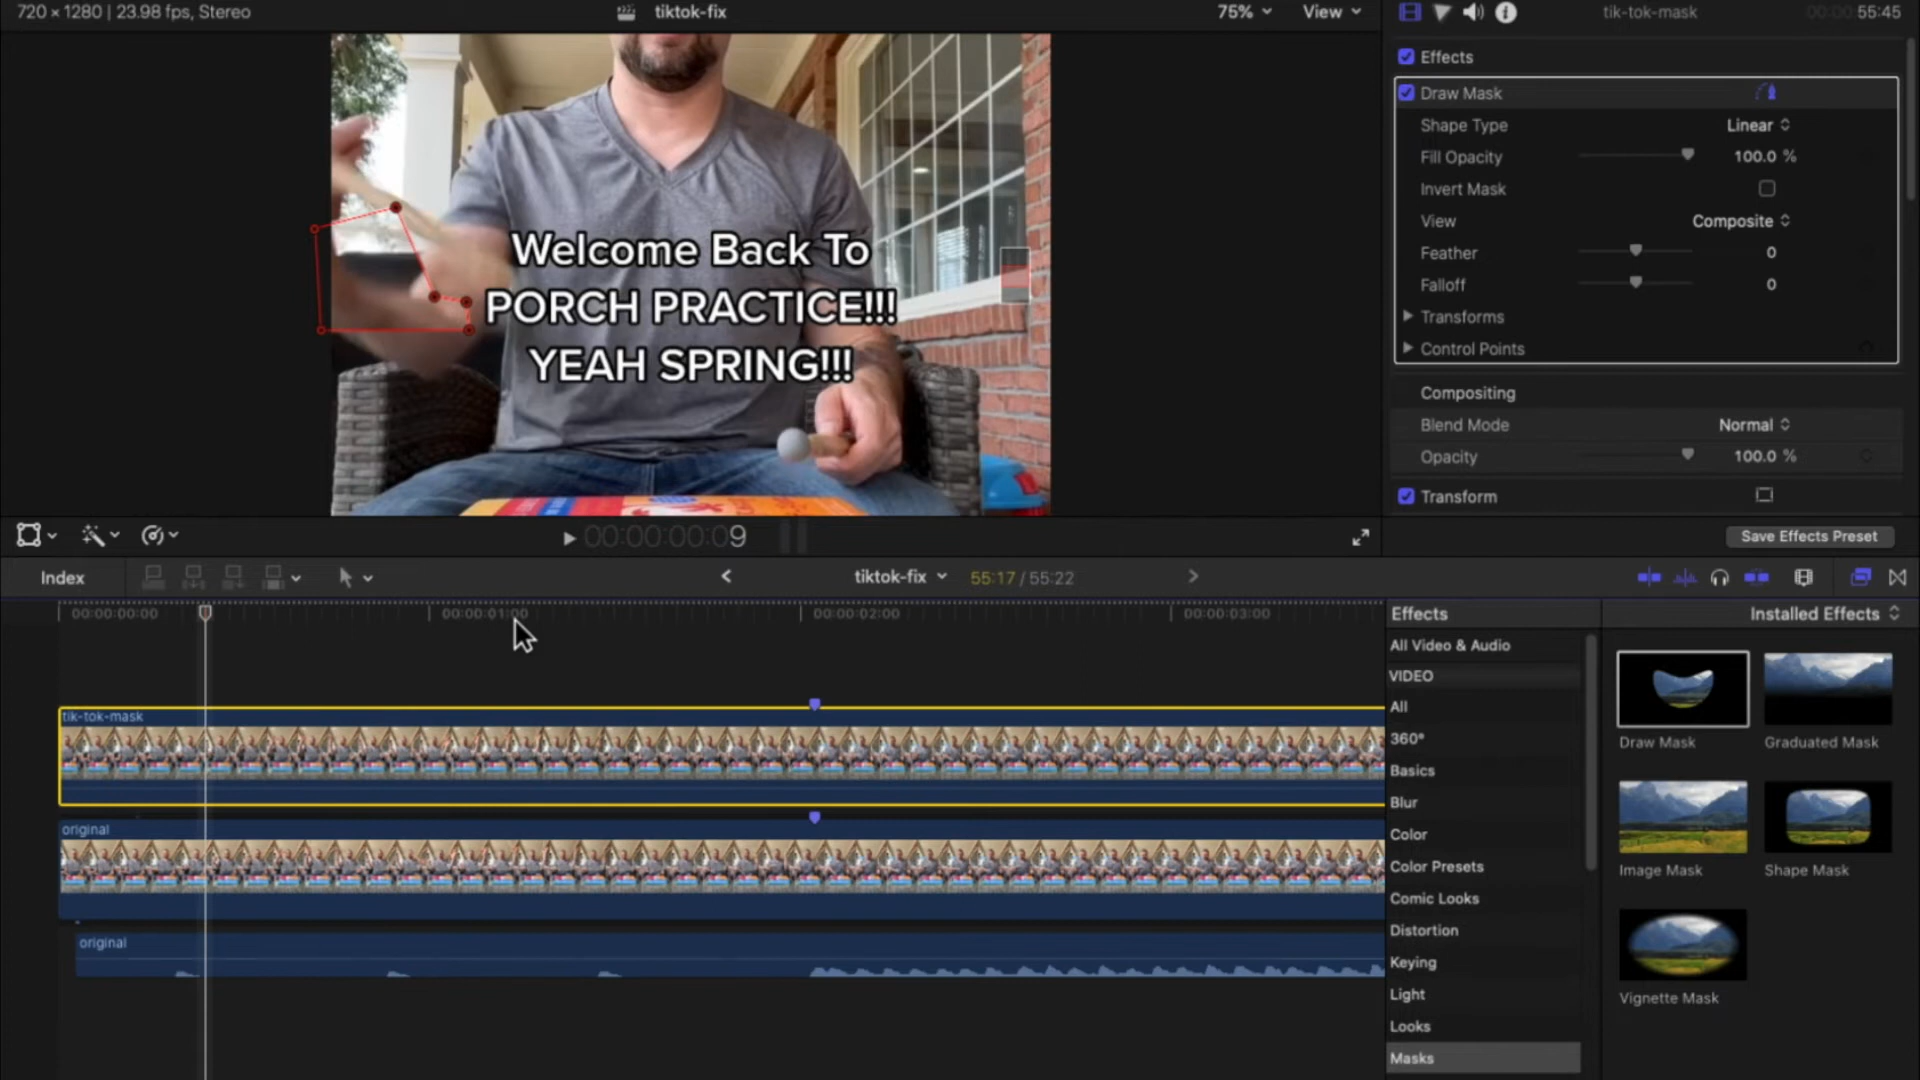 720 × 1280 | 23.98 fps, Stereo
tiktok-fix
75%
View
tik-tok-mask
00:00:55:45
Effects
Draw Mask
Shape Type
Linear
Fill Opacity
100.0 %
Invert Mask
View
Composite
Feather
0
Falloff
0
Transforms
Control Points
Compositing
Blend Mode
Normal
Opacity
100.0 %
Transform
Save Effects Preset
Welcome Back To
PORCH PRACTICE!!!
YEAH SPRING!!!
00:00:00:09
Index
tiktok-fix
55:17 / 55:22
00:00:00:00
00:00:01:00
00:00:02:00
00:00:03:00
tik-tok-mask
original
original
Effects
Installed Effects
All Video & Audio
VIDEO
All
360°
Basics
Blur
Color
Color Presets
Comic Looks
Distortion
Keying
Light
Looks
Masks
Draw Mask
Graduated Mask
Image Mask
Shape Mask
Vignette Mask